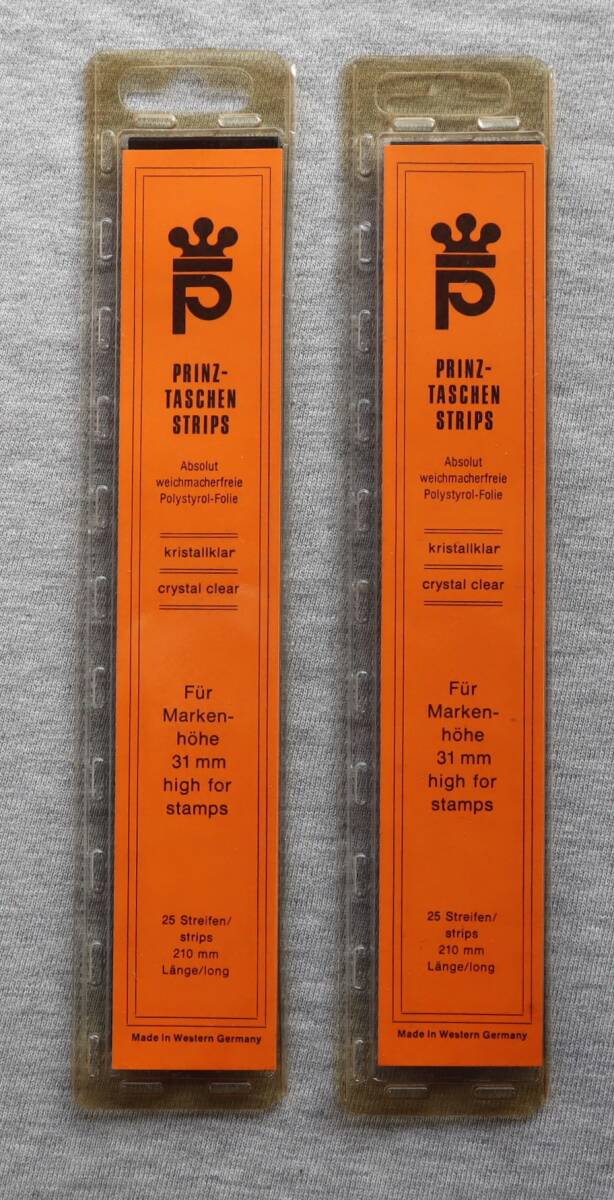 P
PRINZ-
TASCHEN
STRIPS
Absolut
weichmacherfreie
Polystyrol-Folie
kristallklar
crystal clear
Für
Marken-
höhe
31 mm
high for
stamps
25 Streifen/
strips
210 mm
Länge/long
Made in Western Germany
P
PRINZ-
TASCHEN
STRIPS
Absolut
weichmacherfreie
Polystyrol-Folie
kristallklar
crystal clear
Für
Marken-
höhe
31 mm
high for
stamps
25 Streifen/
strips
210 mm
Länge/long
Made in Western Germany